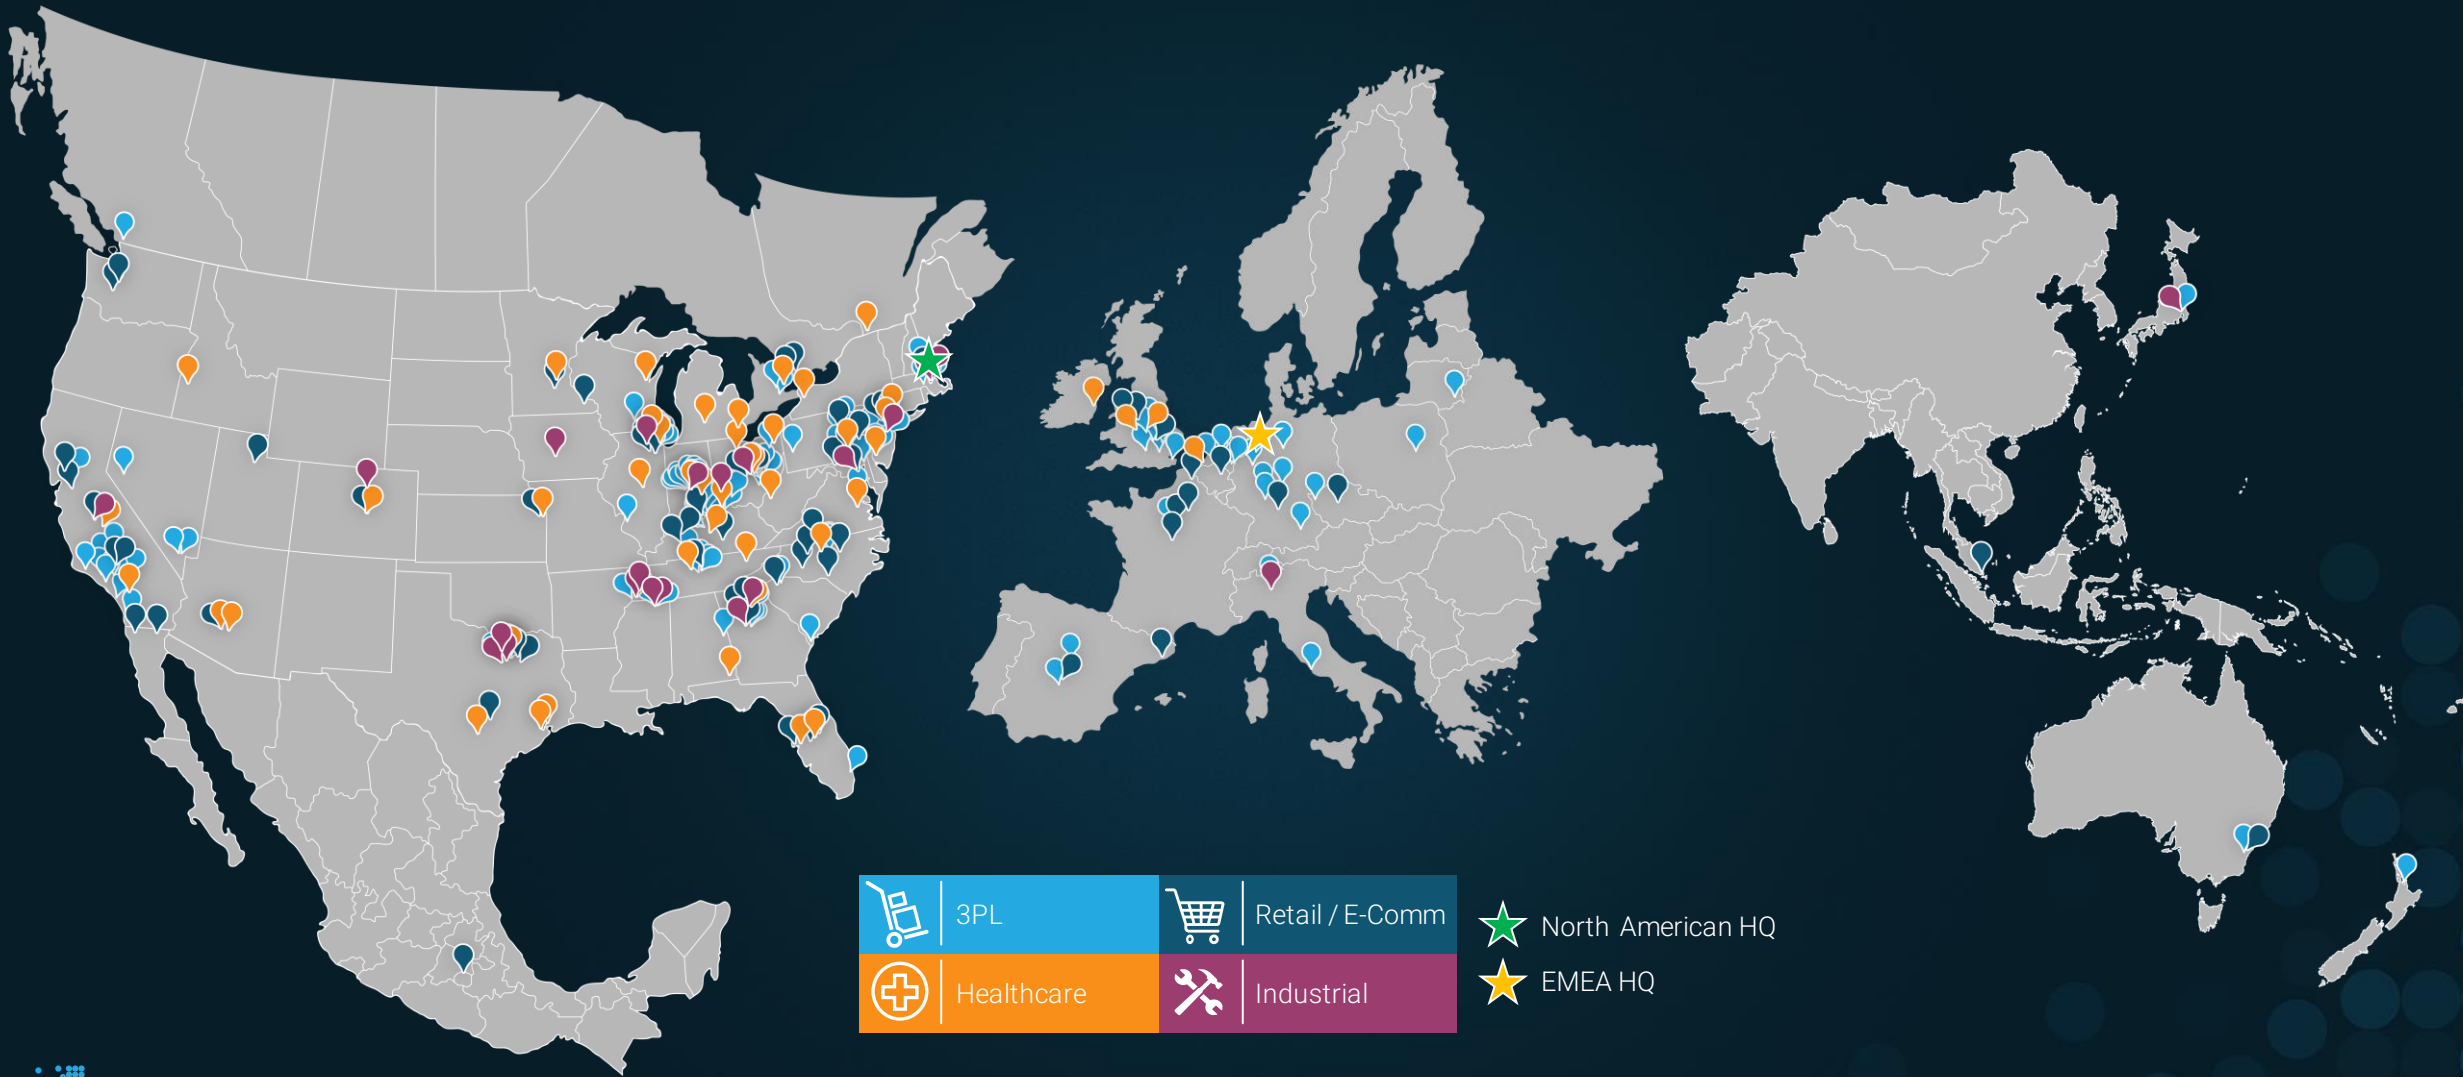 3PL
Retail / E-Comm
Healthcare
Industrial
North American HQ
EMEA HQ